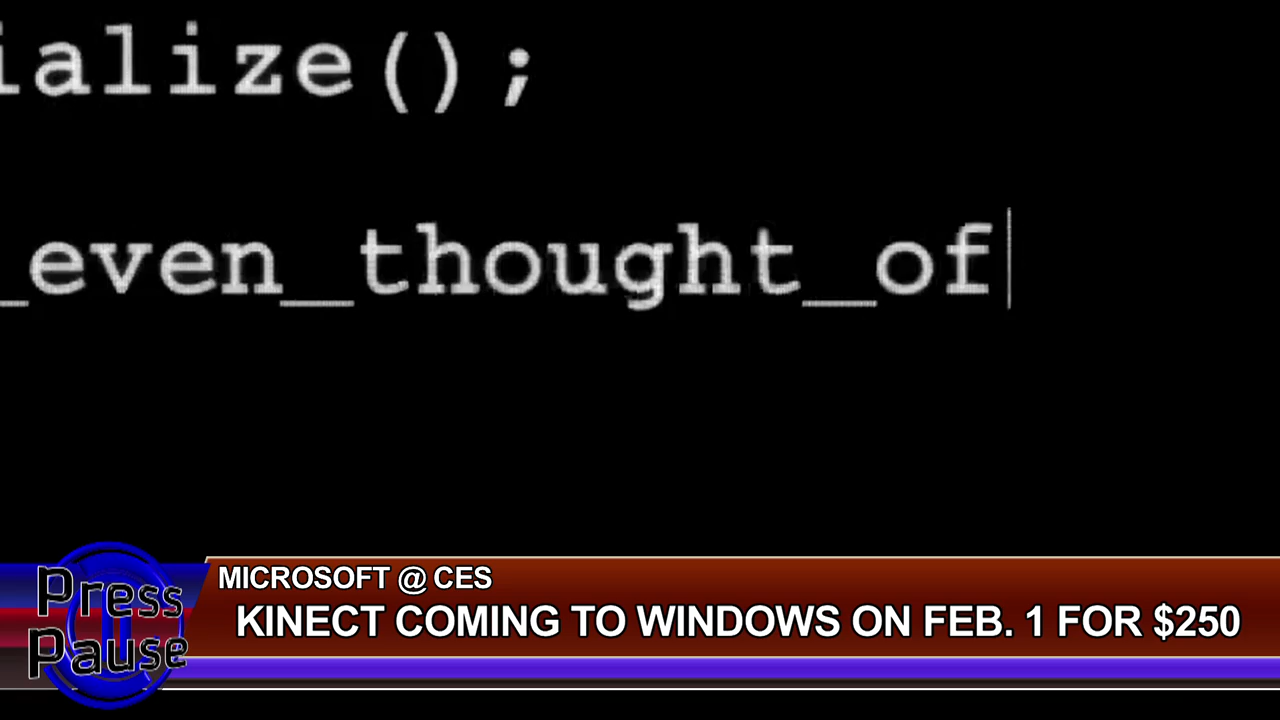 ialize();
_even_thought_of
MICROSOFT @ CES
KINECT COMING TO WINDOWS ON FEB. 1 FOR $250
Press
Pause